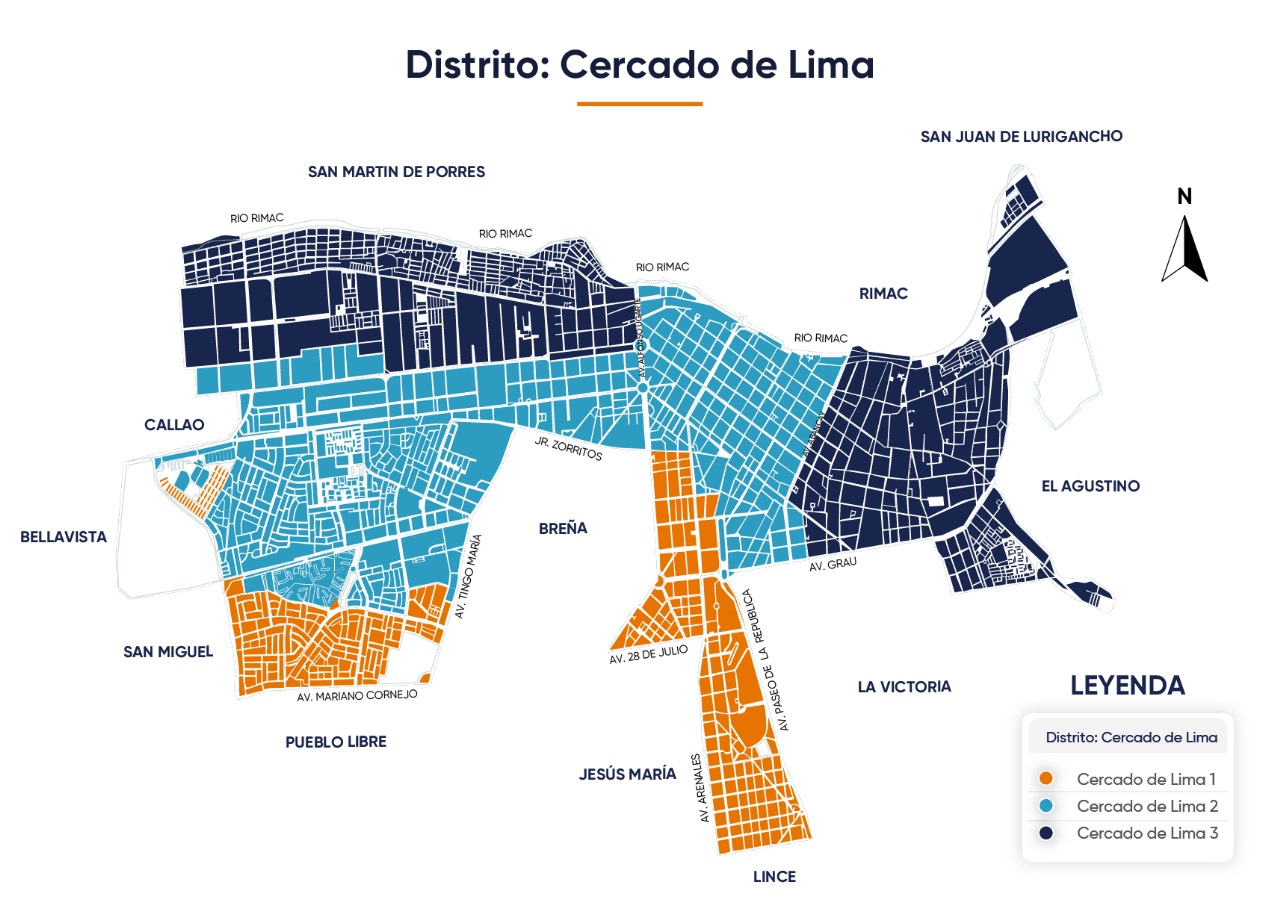 Distrito: Cercado de Lima
SAN JUAN DE LURIGANCHO
SAN MARTIN DE PORRES
N
RIO RIMAC
RIO RIMAC
RIO RIMAC
RIMAC
RIO RIMAC
AV. ALFONSO UGARTE
CALLAO
AV. ABANCAY
JR. ZORRITOS
EL AGUSTINO
BREÑA
BELLAVISTA
AV. TINGO MARÍA
AV. GRAU
SAN MIGUEL
AV. 28 DE JULIO
AV. PASEO DE LA REPUBLICA
AV. MARIANO CORNEJO
LA VICTORIA
PUEBLO LIBRE
JESÚS MARÍA
AV. ARENALES
LINCE
LEYENDA
Distrito: Cercado de Lima
Cercado de Lima 1
Cercado de Lima 2
Cercado de Lima 3